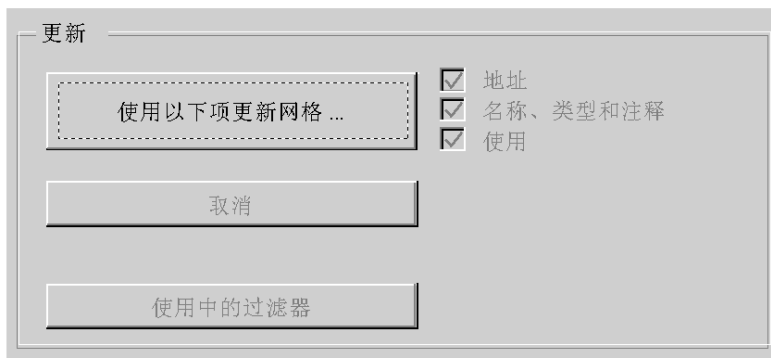 更新
使用以下项更新网格 ...
地址
名称、类型和注释
使用
取消
使用中的过滤器